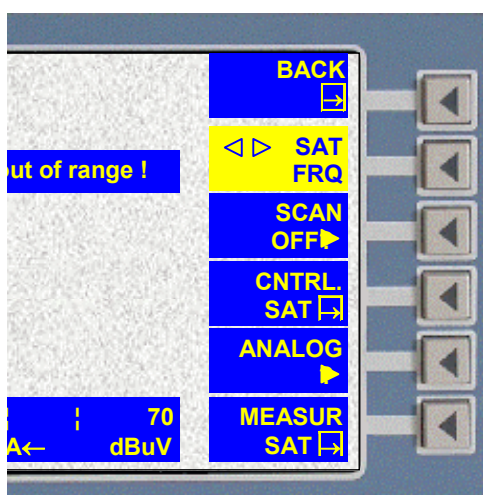 BACK
SAT
FRQ
out of range !
SCAN
OFF
CNTRL.
SAT
ANALOG
MEASUR
SAT
¦ ¦ 70
A← dBuV